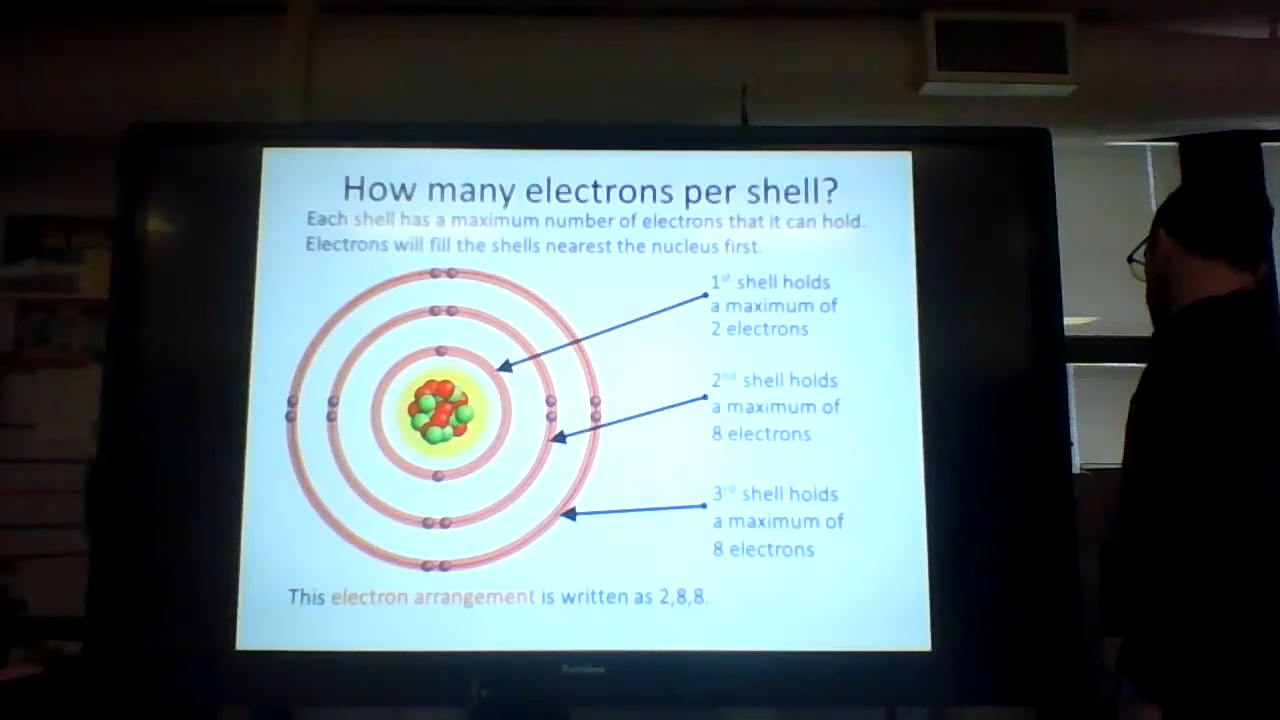 How many electrons per shell?
Each shell has a maximum number of electrons that it can hold.
Electrons will fill the shells nearest the nucleus first.
1st shell holds
a maximum of
2 electrons
2nd shell holds
a maximum of
8 electrons
3rd shell holds
a maximum of
8 electrons
This electron arrangement is written as 2,8,8.